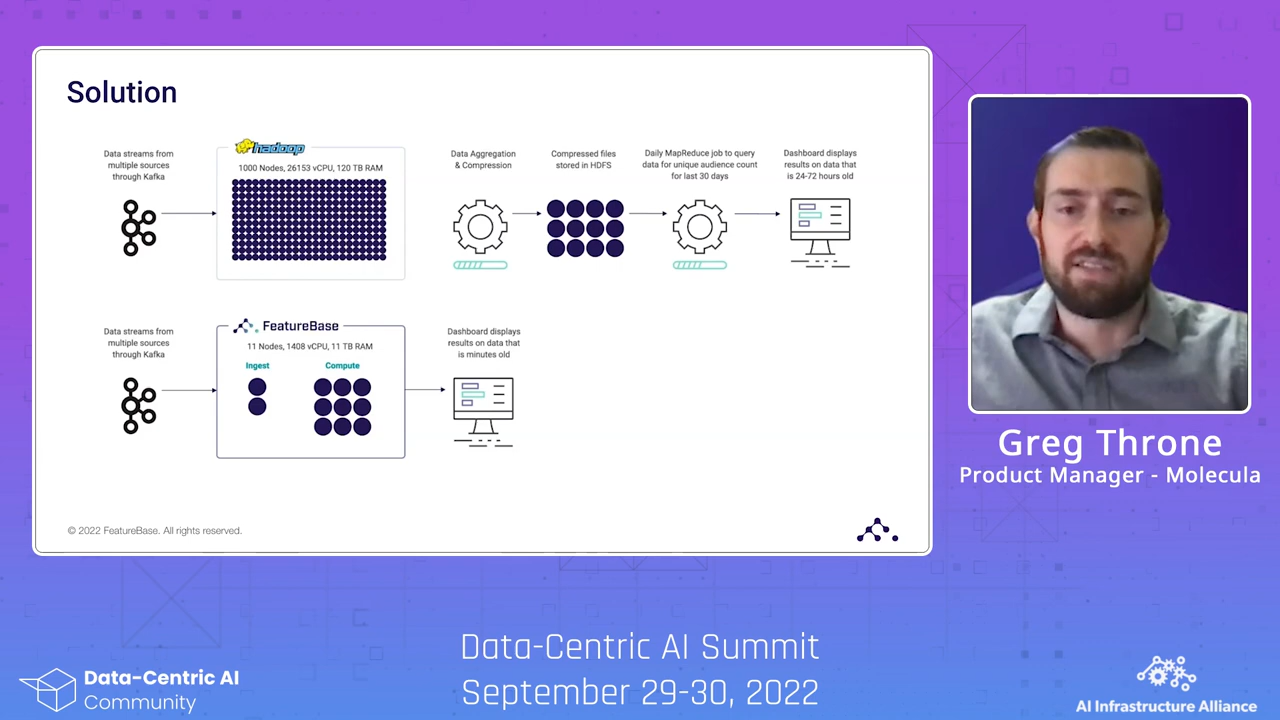 Solution
Data streams from
multiple sources
through Kafka
hadoop
1000 Nodes, 26153 vCPU, 120 TB RAM
Data Aggregation
& Compression
Compressed files
stored in HDFS
Daily MapReduce job to query
data for unique audience count
for last 30 days
Dashboard displays
results on data that
is 24-72 hours old
Data streams from
multiple sources
through Kafka
FeatureBase
11 Nodes, 1408 vCPU, 11 TB RAM
Ingest
Compute
Dashboard displays
results on data that
is minutes old
© 2022 FeatureBase. All rights reserved.
Greg Throne
Product Manager - Molecula
Data-Centric AI Summit
September 29-30, 2022
Data-Centric AI
Community
AI Infrastructure Alliance